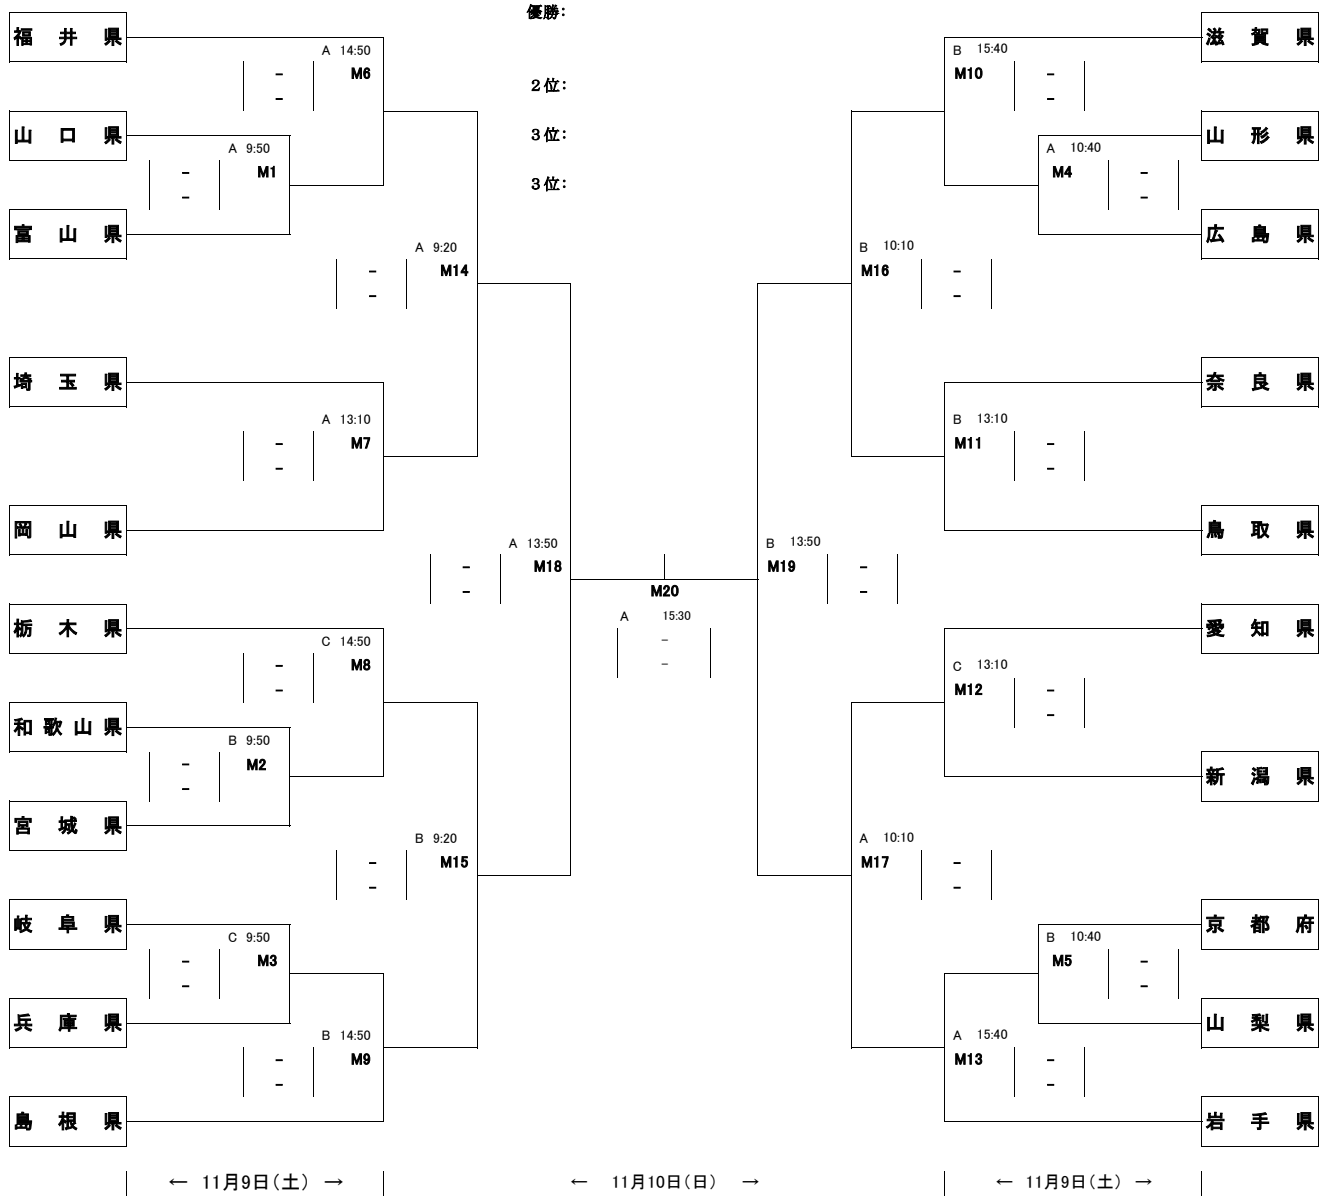 優勝：
２位：
３位：
３位：
福井県
A 14:50
M6
-
-
山口県
A 9:50
M1
-
-
富山県
A 9:20
M14
-
-
埼玉県
A 13:10
M7
-
-
岡山県
A 13:50
M18
-
-
栃木県
C 14:50
M8
-
-
和歌山県
B 9:50
M2
-
-
宮城県
B 9:20
M15
-
-
岐阜県
C 9:50
M3
-
-
兵庫県
B 14:50
M9
-
-
島根県
M20
A 15:30
-
-
滋賀県
B 15:40
M10
-
-
山形県
A 10:40
M4
-
-
広島県
B 10:10
M16
-
-
奈良県
B 13:10
M11
-
-
鳥取県
B 13:50
M19
-
-
愛知県
C 13:10
M12
-
-
新潟県
A 10:10
M17
-
-
京都府
B 10:40
M5
-
-
山梨県
A 15:40
M13
-
-
岩手県
← 11月9日（土） →
← 11月10日（日） →
← 11月9日（土） →